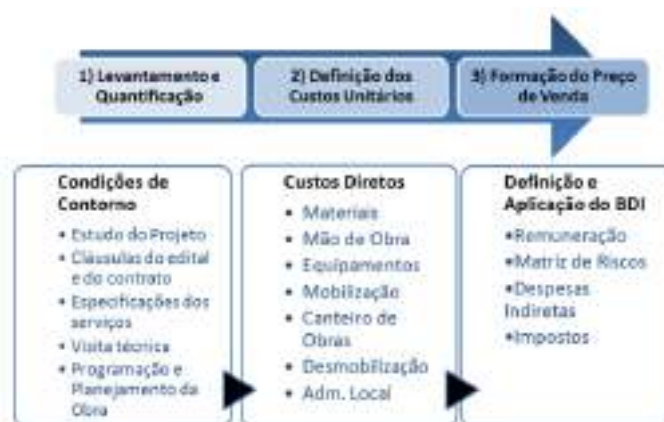 1) Levantamento e
Quantificação
2) Definição dos
Custos Unitários
3) Formação do Preço
de Venda
Condições de
Contorno
• Estudo do Projeto
• Cláusulas do edital
e do contrato
• Especificações dos
serviços
• Visita técnica
• Programação e
Planejamento da
Obra
Custos Diretos
• Materiais
• Mão de Obra
• Equipamentos
• Mobilização
• Canteiro de
Obras
• Desmobilização
• Adm. Local
Definição e
Aplicação do BDI
•Remuneração
•Matriz de Riscos
•Despesas
Indiretas
•Impostos